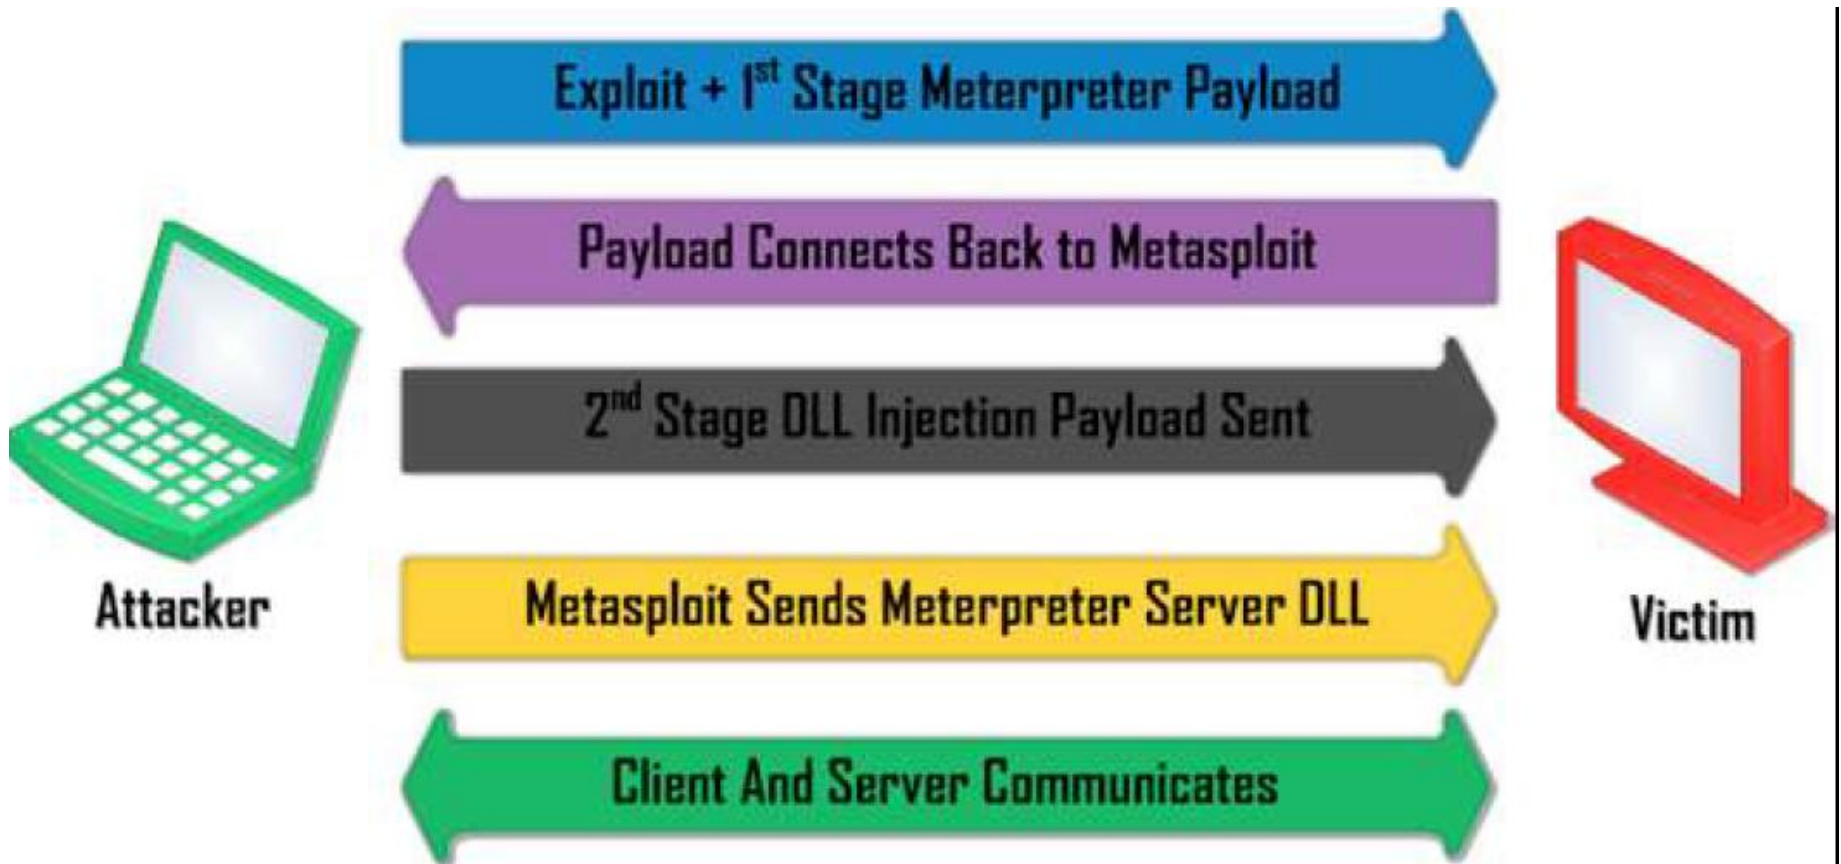 Exploit + 1st Stage Meterpreter Payload
Payload Connects Back to Metasploit
2nd Stage DLL Injection Payload Sent
Metasploit Sends Meterpreter Server DLL
Client And Server Communicates
Attacker
Victim